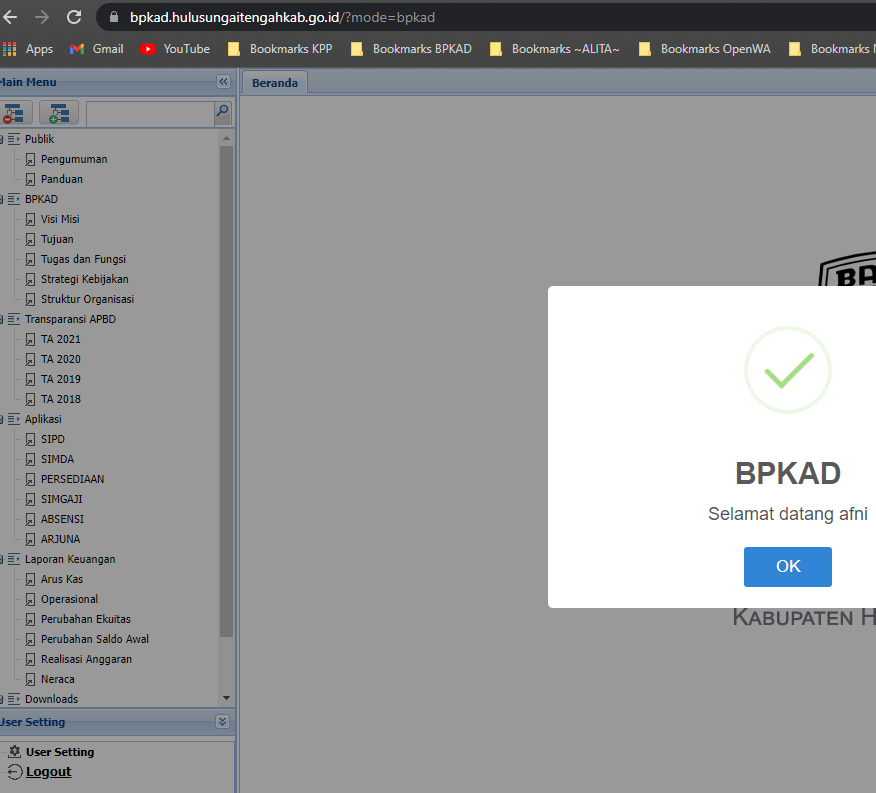 bpkad.hulusungaitengahkab.go.id/?mode=bpkad
Apps Gmail YouTube Bookmarks KPP Bookmarks BPKAD Bookmarks ~ALITA~ Bookmarks OpenWA Bookmarks
Main Menu
Beranda
Publik
Pengumuman
Panduan
BPKAD
Visi Misi
Tujuan
Tugas dan Fungsi
Strategi Kebijakan
Struktur Organisasi
Transparansi APBD
TA 2021
TA 2020
TA 2019
TA 2018
Aplikasi
SIPD
SIMDA
PERSEDIAAN
SIMGAJI
ABSENSI
ARJUNA
Laporan Keuangan
Arus Kas
Operasional
Perubahan Ekuitas
Perubahan Saldo Awal
Realisasi Anggaran
Neraca
Downloads
User Setting
User Setting
Logout
BA
BPKAD
Selamat datang afni
OK
KABUPATEN H